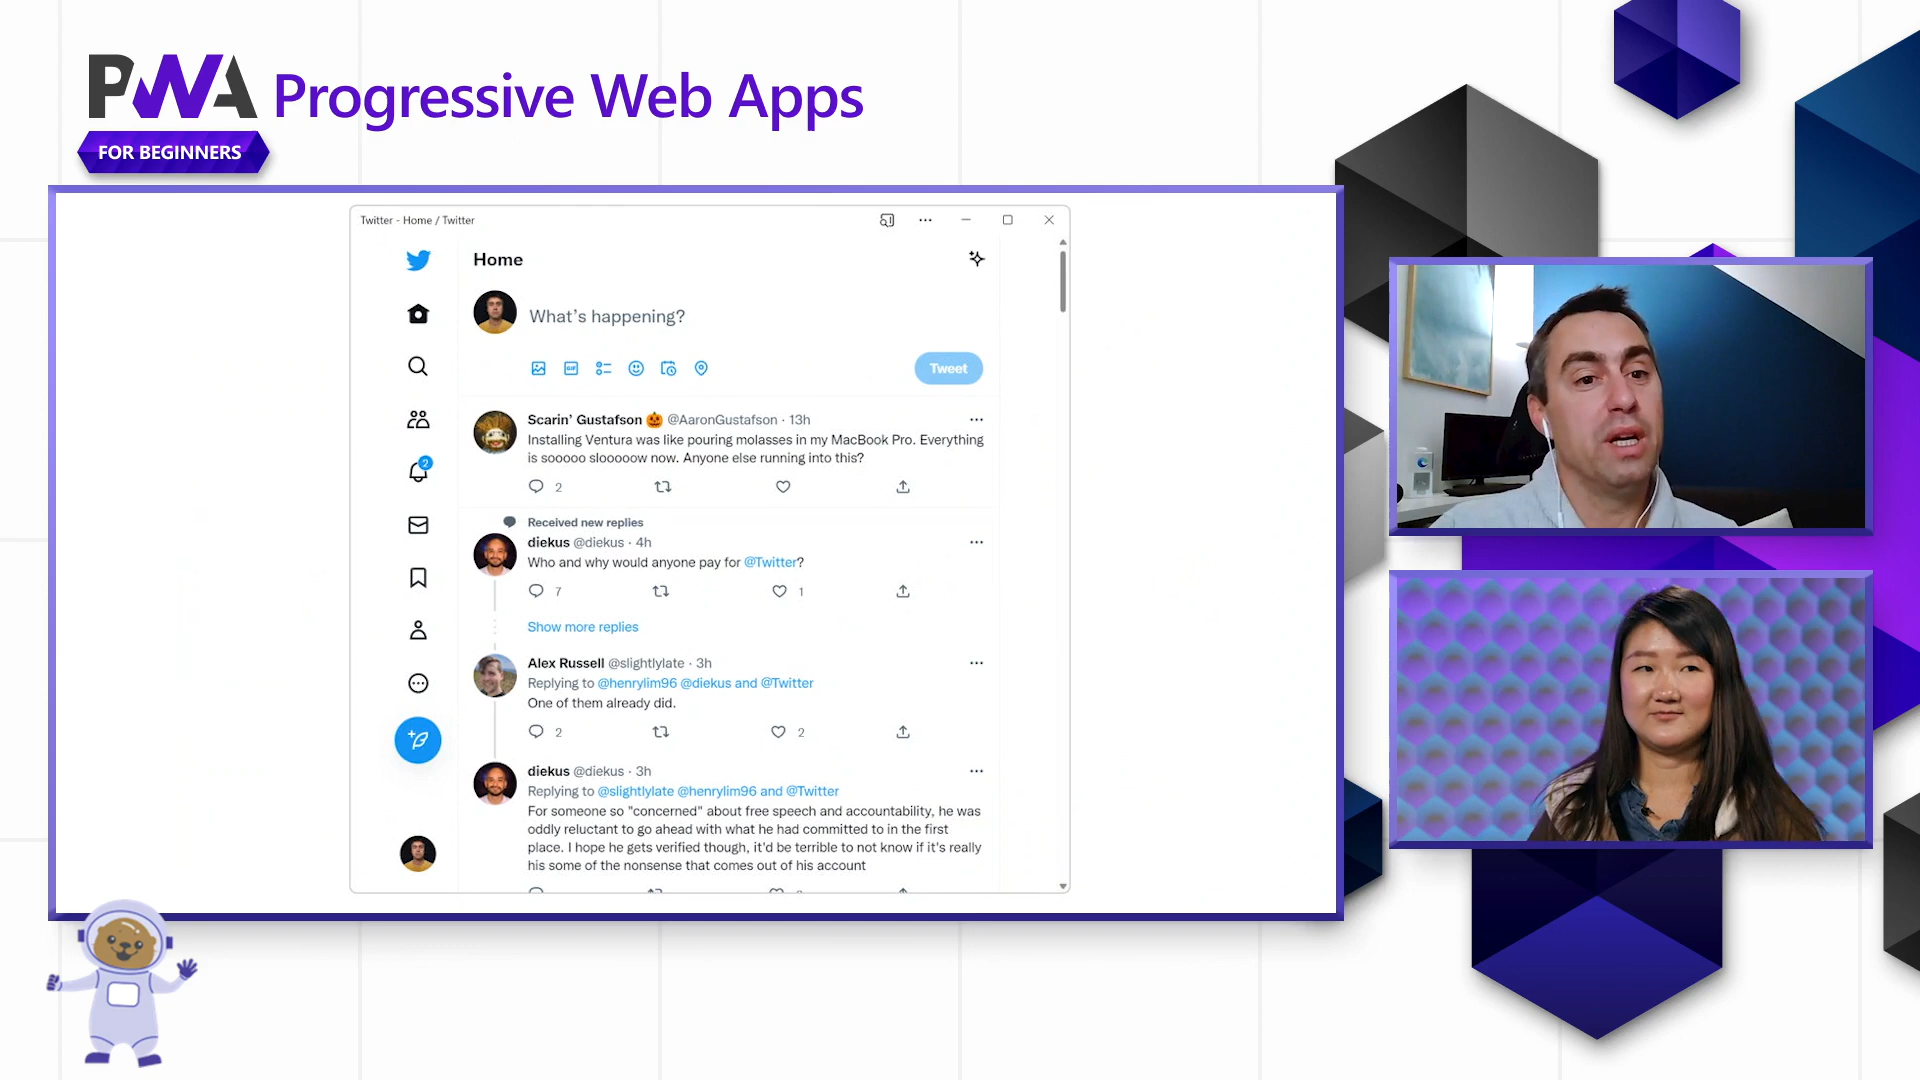 PWA Progressive Web Apps
FOR BEGINNERS
Twitter - Home / Twitter
Home
What's happening?
GIF
Tweet
Scarin' Gustafson 🎃 @AaronGustafson · 13h
Installing Ventura was like pouring molasses in my MacBook Pro. Everything
is sooooo slooooow now. Anyone else running into this?
2
2
Received new replies
diekus @diekus · 4h
Who and why would anyone pay for @Twitter?
7 1
Show more replies
Alex Russell @slightlylate · 3h
Replying to @henrylim96 @diekus and @Twitter
One of them already did.
2 2
diekus @diekus · 3h
Replying to @slightlylate @henrylim96 and @Twitter
For someone so "concerned" about free speech and accountability, he was
oddly reluctant to go ahead with what he had committed to in the first
place. I hope he gets verified though, it'd be terrible to not know if it's really
his some of the nonsense that comes out of his account